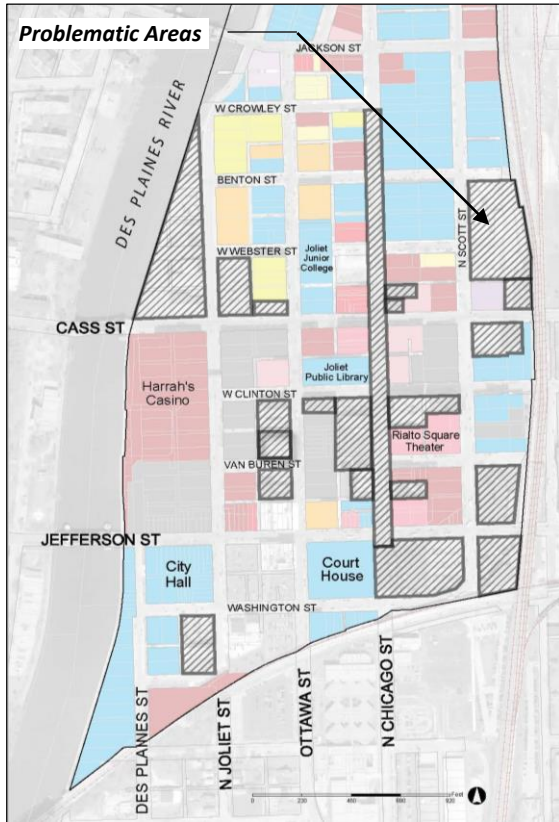 Problematic Areas
JACKSON ST
W CROWLEY ST
DES PLAINES RIVER
BENTON ST
N SCOTT ST
W WEBSTER ST
Joliet
Junior
College
CASS ST
Joliet
Public Library
Harrah's
Casino
W CLINTON ST
Rialto Square
Theater
VAN BUREN ST
JEFFERSON ST
City
Hall
Court
House
WASHINGTON ST
DES PLAINES ST
N JOLIET ST
OTTAWA ST
N CHICAGO ST
Feet
0